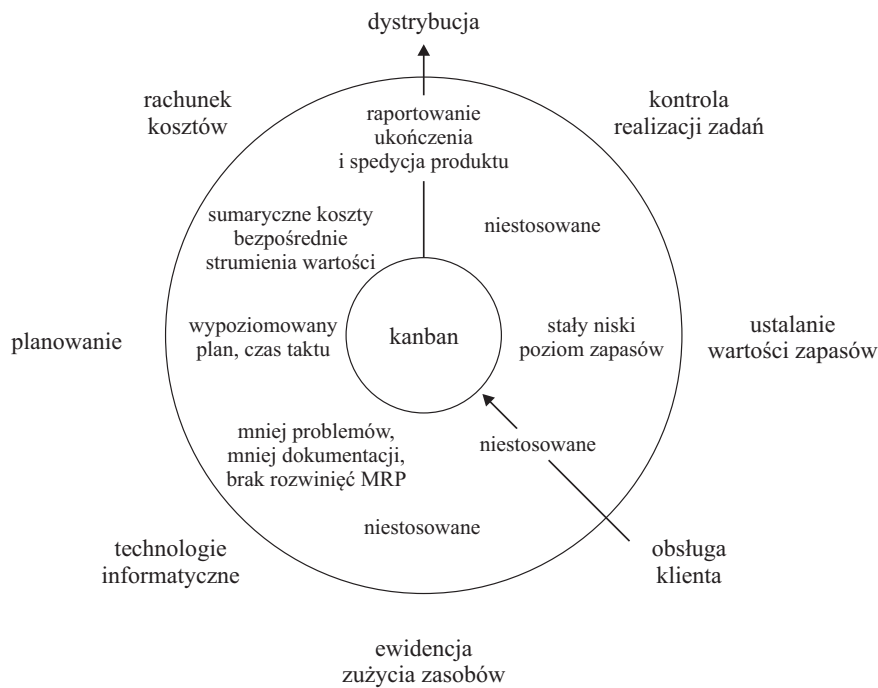 dystrybucja
rachunek
kosztów
kontrola
realizacji zadań
raportowanie
ukończenia
i spedycja produktu
sumaryczne koszty
bezpośrednie
strumienia wartości
niestosowane
planowanie
wypoziomowany
plan, czas taktu
kanban
stały niski
poziom zapasów
ustalanie
wartości zapasów
mniej problemów,
mniej dokumentacji,
brak rozwinięć MRP
niestosowane
niestosowane
technologie
informatyczne
obsługa
klienta
ewidencja
zużycia zasobów